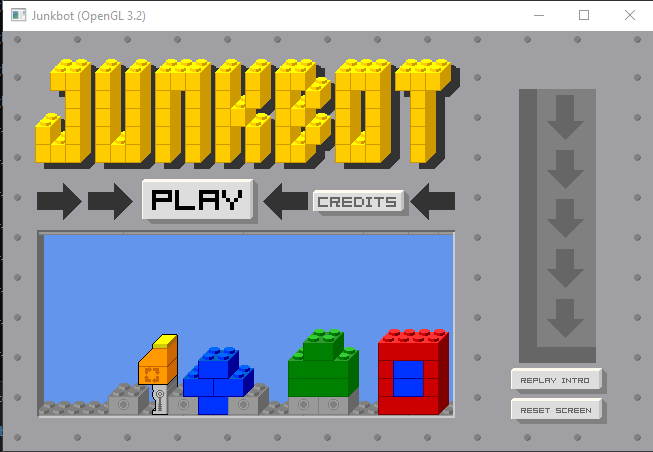 Junkbot (OpenGL 3.2)
JUNKBOT
PLAY
CREDITS
REPLAY INTRO
RESET SCREEN